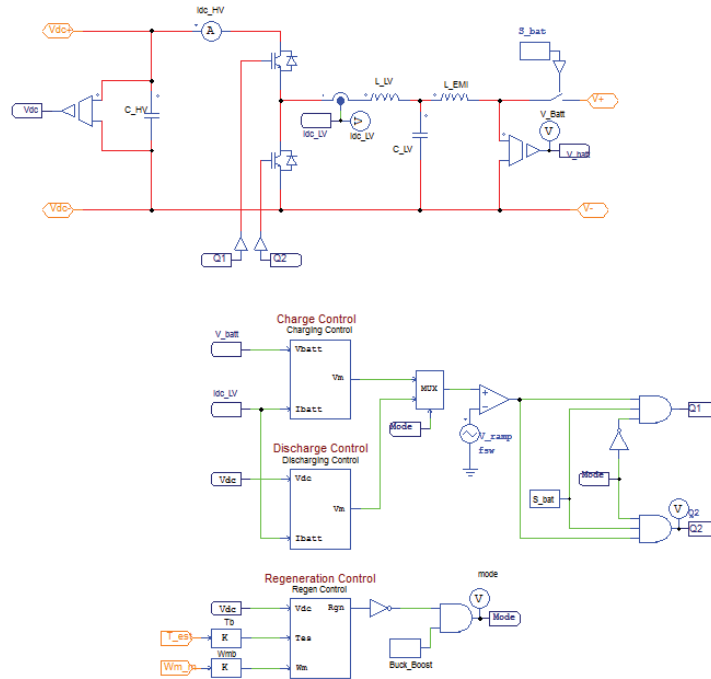 Idc_HV
Vdc+
A
S_bat
Vdc
C_HV
L_LV
L_EMI
V+
Idc_LV
V
Idc_LV
C_LV
V_Batt
V
V_batt
Vdc-
V-
Q1
Q2
Charge Control
Charging Control
V_batt
Vbatt
Vm
Idc_LV
Ibatt
MUX
Mode
V_ramp
fsw
Q1
Discharge Control
Discharging Control
Vdc
Vdc
Vm
Ibatt
Mode
S_bat
V
Q2
Q2
Regeneration Control
Regen Control
mode
Vdc
Vdc
Rgn
V
Mode
Tb
T_est
K
Tes
Wmb
K
Wm
Buck_Boost